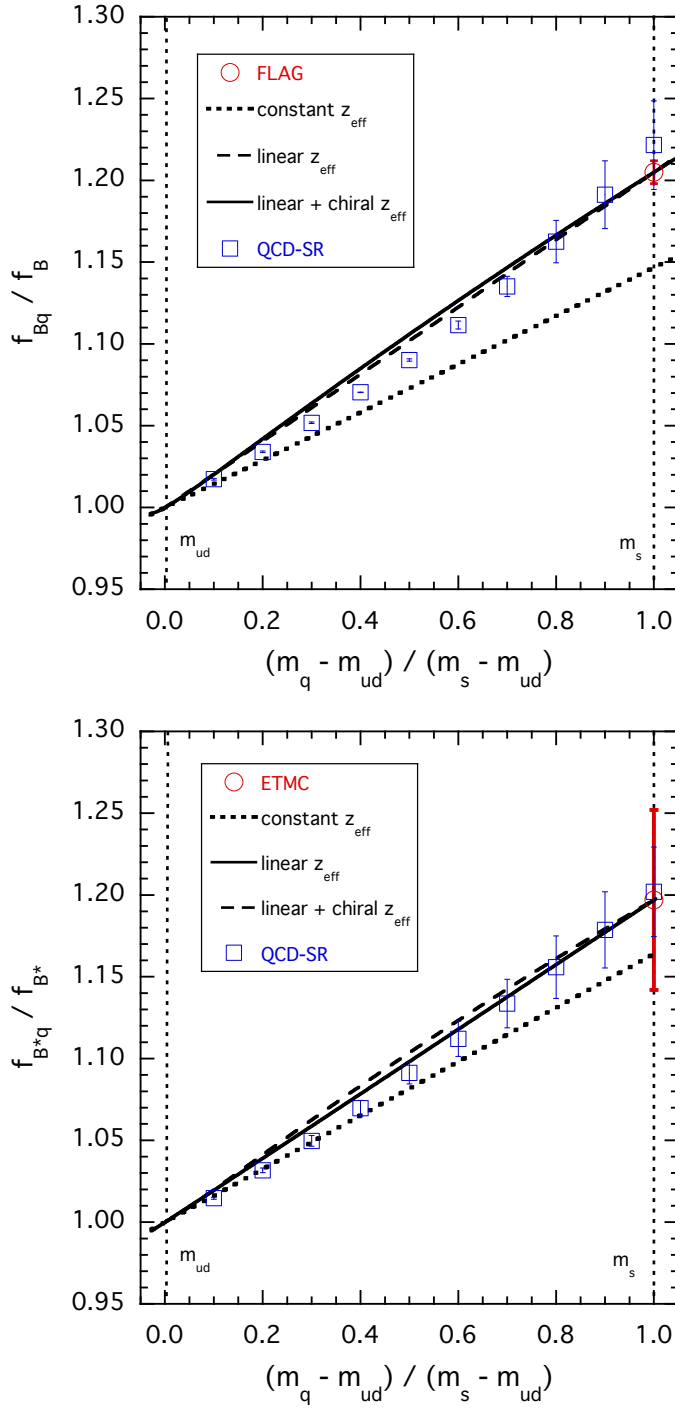 1.30
1.25
1.20
1.15
1.10
1.05
1.00
0.95
f_Bq / f_B
FLAG
constant z_eff
linear z_eff
linear + chiral z_eff
QCD-SR
m_ud
m_s
0.0 0.2 0.4 0.6 0.8 1.0
(m_q - m_ud) / (m_s - m_ud)
1.30
1.25
1.20
1.15
1.10
1.05
1.00
0.95
f_B*q / f_B*
ETMC
constant z_eff
linear z_eff
linear + chiral z_eff
QCD-SR
m_ud
m_s
0.0 0.2 0.4 0.6 0.8 1.0
(m_q - m_ud) / (m_s - m_ud)